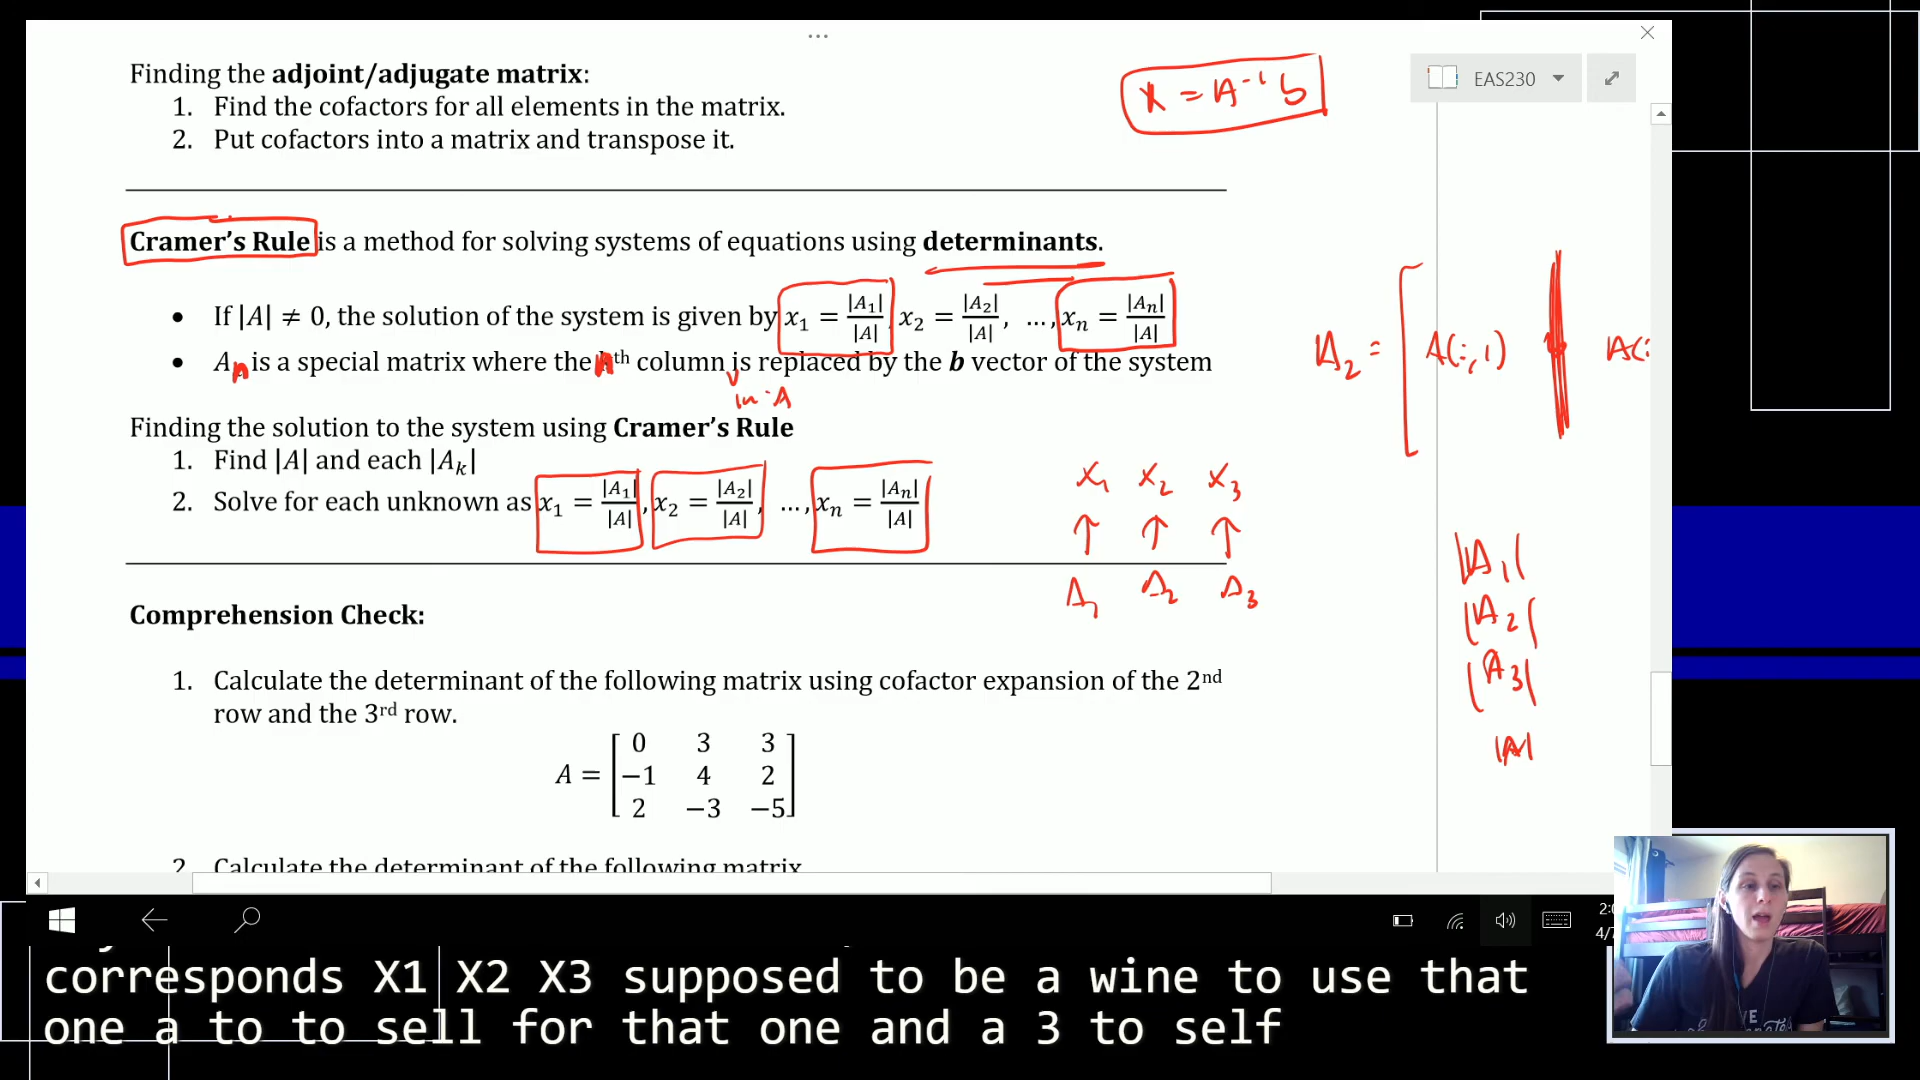 ...
Finding the adjoint/adjugate matrix:
x = A⁻¹ b
EAS230
1. Find the cofactors for all elements in the matrix.
2. Put cofactors into a matrix and transpose it.
Cramer's Rule is a method for solving systems of equations using determinants.
• If |A| ≠ 0, the solution of the system is given by x₁ = |A₁|/|A|, x₂ = |A₂|/|A|, …, xₙ = |Aₙ|/|A|
• Aₙ is a special matrix where the nth column is replaced by the b vector of the system
in A
A₂ = [ A(:,1) A(:
Finding the solution to the system using Cramer's Rule
1. Find |A| and each |Aₖ|
2. Solve for each unknown as x₁ = |A₁|/|A|, x₂ = |A₂|/|A|, …, xₙ = |Aₙ|/|A|
x₁ x₂ x₃
↑ ↑ ↑
A₁ A₂ A₃
|A₁|
|A₂|
|A₃|
|A|
Comprehension Check:
1. Calculate the determinant of the following matrix using cofactor expansion of the 2nd
row and the 3rd row.
0 3 3
A = −1 4 2
2 −3 −5
2. Calculate the determinant of the following matrix
corresponds X1 X2 X3 supposed to be a wine to use that
one a to to sell for that one and a 3 to self